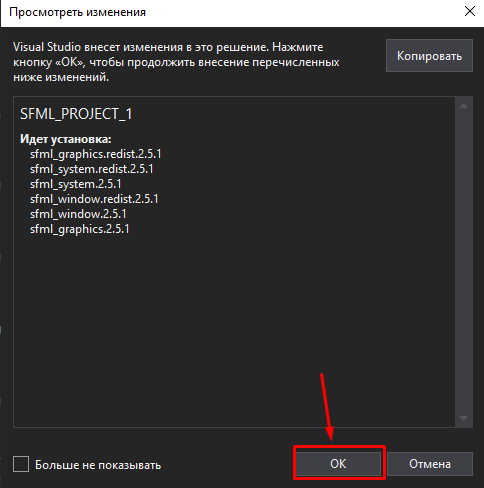 Просмотреть изменения
Visual Studio внесет изменения в это решение. Нажмите
кнопку «ОК», чтобы продолжить внесение перечисленных
ниже изменений.
Копировать
SFML_PROJECT_1
Идет установка:
sfml_graphics.redist.2.5.1
sfml_system.redist.2.5.1
sfml_system.2.5.1
sfml_window.redist.2.5.1
sfml_window.2.5.1
sfml_graphics.2.5.1
Больше не показывать
ОК
Отмена